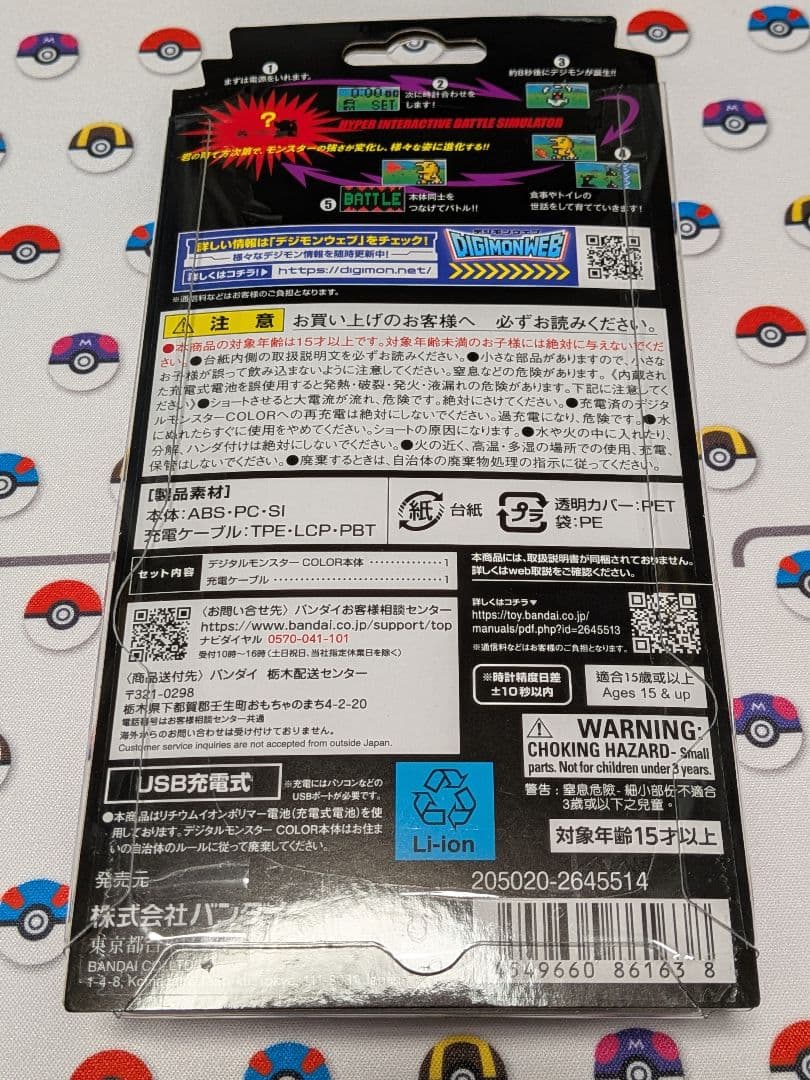 1
まずは電源をいれます。
2
0:00 00
SET
次に時計合わせを
します!
3
約8秒後にデジモンが誕生!!
?
HYPER INTERACTIVE BATTLE SIMULATOR
君の育て方次第で、モンスターの強さが変化し、様々な姿に進化する!!
4
食事やトイレの
世話をして育てていきます!
5
BATTLE
本体同士を
つなげてバトル!!
詳しい情報は「デジモンウェブ」をチェック!
様々なデジモン情報を随時更新中!
詳しくはコチラ!▶ https://digimon.net/
デジモンウェブ
DIGIMONWEB
※通信料などはお客様のご負担となります。
注 意 お買い上げのお客様へ 必ずお読みください。
●本商品の対象年齢は15才以上です。対象年齢未満のお子様には絶対に与えないでくだ
さい。●台紙内側の取扱説明文を必ずお読みください。●小さな部品がありますので、小さな
お子様が誤って飲み込まないように注意してください。窒息などの危険があります。《内蔵され
た充電式電池を誤使用すると発熱・破裂・発火・液漏れの危険があります。下記に注意してく
ださい》●ショートさせると大電流が流れ、危険です。絶対にさけてください。●充電済のデジタ
ルモンスターCOLORへの再充電は絶対にしないでください。過充電になり、危険です。●水
にぬれたらすぐに使用をやめてください。ショートの原因になります。●水や火の中に入れたり、
分解、ハンダ付けは絶対にしないでください。●火の近く、高温・多湿の場所での使用、充電、
保管はしないでください。●廃棄するときは、自治体の廃棄物処理の指示に従ってください。
[製品素材]
本体:ABS・PC・SI
充電ケーブル:TPE・LCP・PBT
紙 台紙
プラ 透明カバー:PET
袋:PE
セット内容
デジタルモンスター COLOR本体 ・・・・・・・・・・・・・・1
充電ケーブル・・・・・・・・・・・・・・・・・・・・・・・・・・・・1
本商品には、取扱説明書が同梱されておりません。
詳しくはweb取説をご確認ください。
〈お問い合せ先〉バンダイお客様相談センター
https://www.bandai.co.jp/support/top
ナビダイヤル 0570-041-101
受付10時〜16時(土日祝日、当社指定休業日を除く)
〈商品送付先〉バンダイ 栃木配送センター
〒321-0298
栃木県下都賀郡壬生町おもちゃのまち4-2-20
電話番号はお客様相談センター共通
海外からのお問い合わせは受け付けておりません。
Customer service inquiries are not accepted from outside Japan.
詳しくはコチラ▼
https://toy.bandai.co.jp/
manuals/pdf.php?id=2645513
※通信料などはお客様のご負担となります。
※時計精度日差
±10秒以内
適合15歲或以上
Ages 15 & up
WARNING:
CHOKING HAZARD- Small
parts. Not for children under 3 years.
警告:窒息危險-細小部份不適合
3歲或以下之兒童。
対象年齢15才以上
USB充電式
※充電にはパソコンなどの
USBポートが必要です。
●本商品はリチウムイオンポリマー電池(充電式電池)を使
用しております。デジタルモンスター COLOR本体はお住ま
いの自治体のルールに従って廃棄してください。
Li-ion
発売元
株式会社バンダ
東京都台
BANDAI CO., LTD.
1-4-8,
205020-2645514
4 549660 861638